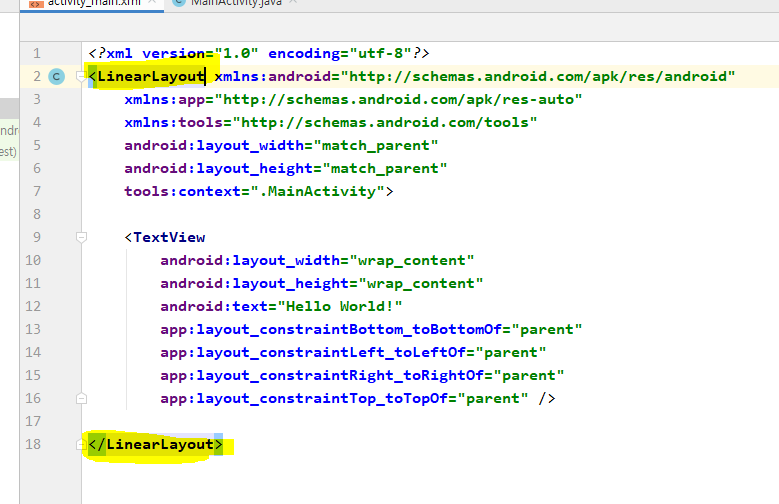 activity_main.xml MainActivity.java
1 <?xml version="1.0" encoding="utf-8"?>
2 C <LinearLayout xmlns:android="http://schemas.android.com/apk/res/android"
3 xmlns:app="http://schemas.android.com/apk/res-auto"
4 xmlns:tools="http://schemas.android.com/tools"
5 android:layout_width="match_parent"
6 android:layout_height="match_parent"
7 tools:context=".MainActivity">
8
9 <TextView
10 android:layout_width="wrap_content"
11 android:layout_height="wrap_content"
12 android:text="Hello World!"
13 app:layout_constraintBottom_toBottomOf="parent"
14 app:layout_constraintLeft_toLeftOf="parent"
15 app:layout_constraintRight_toRightOf="parent"
16 app:layout_constraintTop_toTopOf="parent" />
17
18 </LinearLayout>